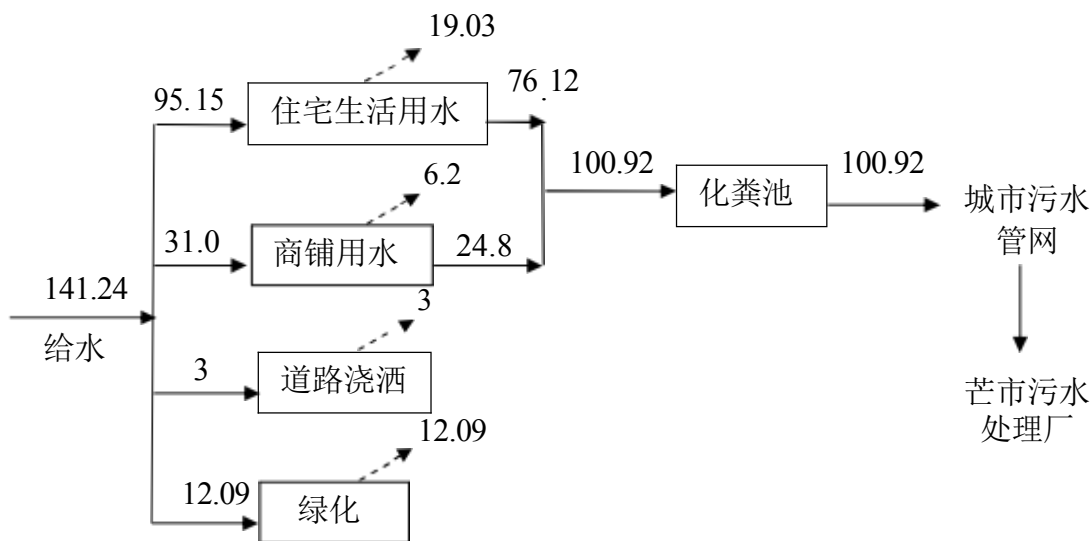 19.03
95.15
住宅生活用水
76.12
6.2
100.92
化粪池
100.92
城市污水
管网
31.0
商铺用水
24.8
141.24
给水
3
3
道路浇洒
芒市污水
处理厂
12.09
12.09
绿化